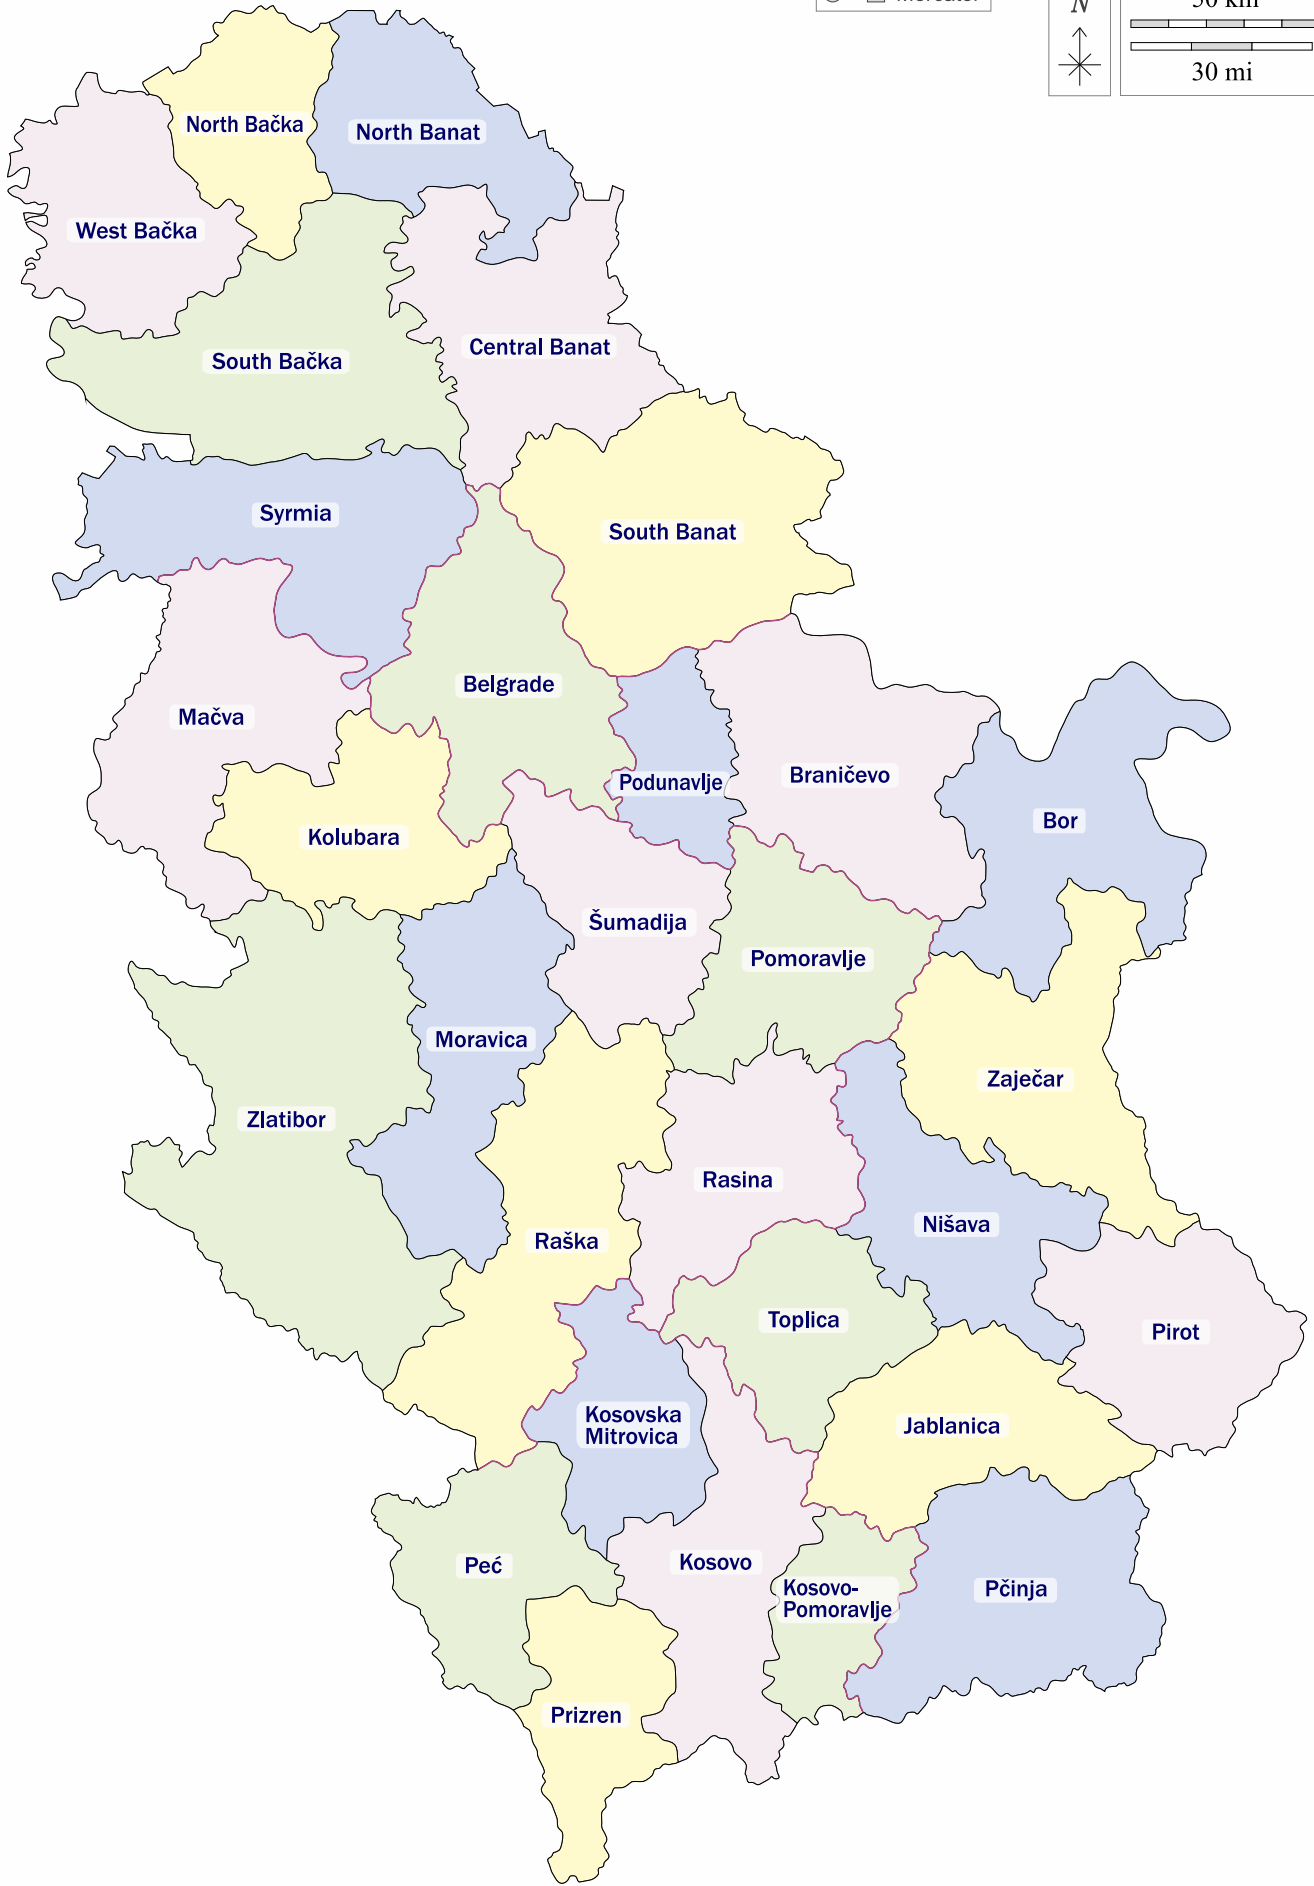 N
30 mi
North Bačka
North Banat
West Bačka
Central Banat
South Bačka
Syrmia
South Banat
Belgrade
Mačva
Podunavlje
Braničevo
Bor
Kolubara
Šumadija
Pomoravlje
Moravica
Zaječar
Zlatibor
Rasina
Nišava
Raška
Toplica
Pirot
Kosovska
Mitrovica
Jablanica
Peć
Kosovo
Kosovo-
Pomoravlje
Pčinja
Prizren